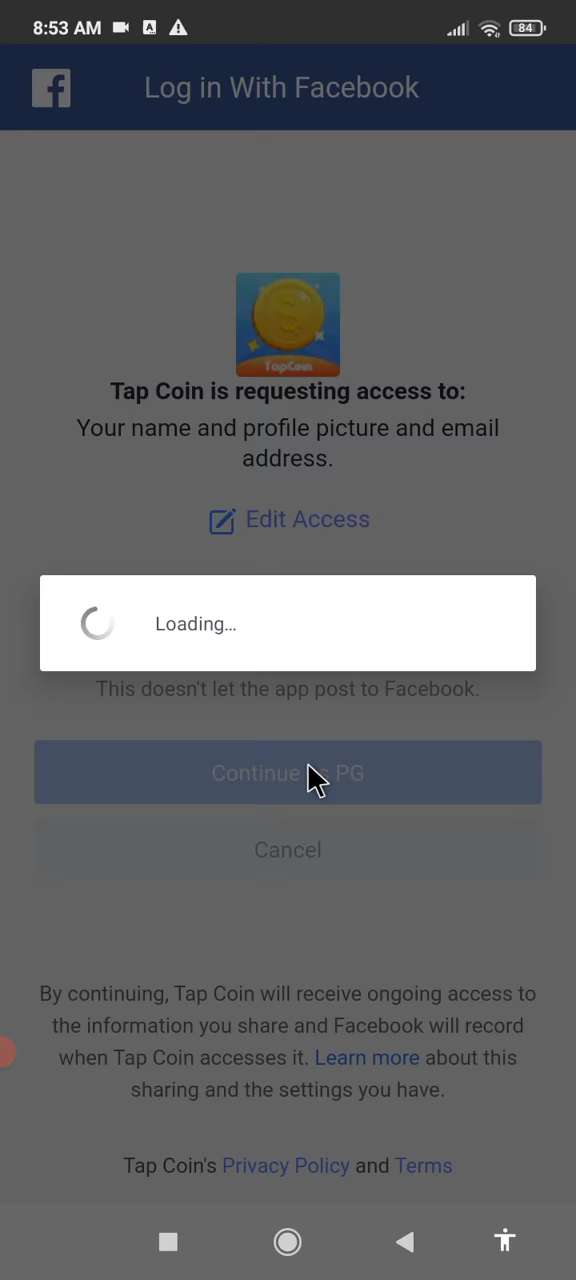 8:53 AM
84
Log in With Facebook
TapCoin
Tap Coin is requesting access to:
Your name and profile picture and email
address.
Edit Access
Loading...
This doesn't let the app post to Facebook.
Continue as PG
Cancel
By continuing, Tap Coin will receive ongoing access to
the information you share and Facebook will record
when Tap Coin accesses it. Learn more about this
sharing and the settings you have.
Tap Coin's Privacy Policy and Terms